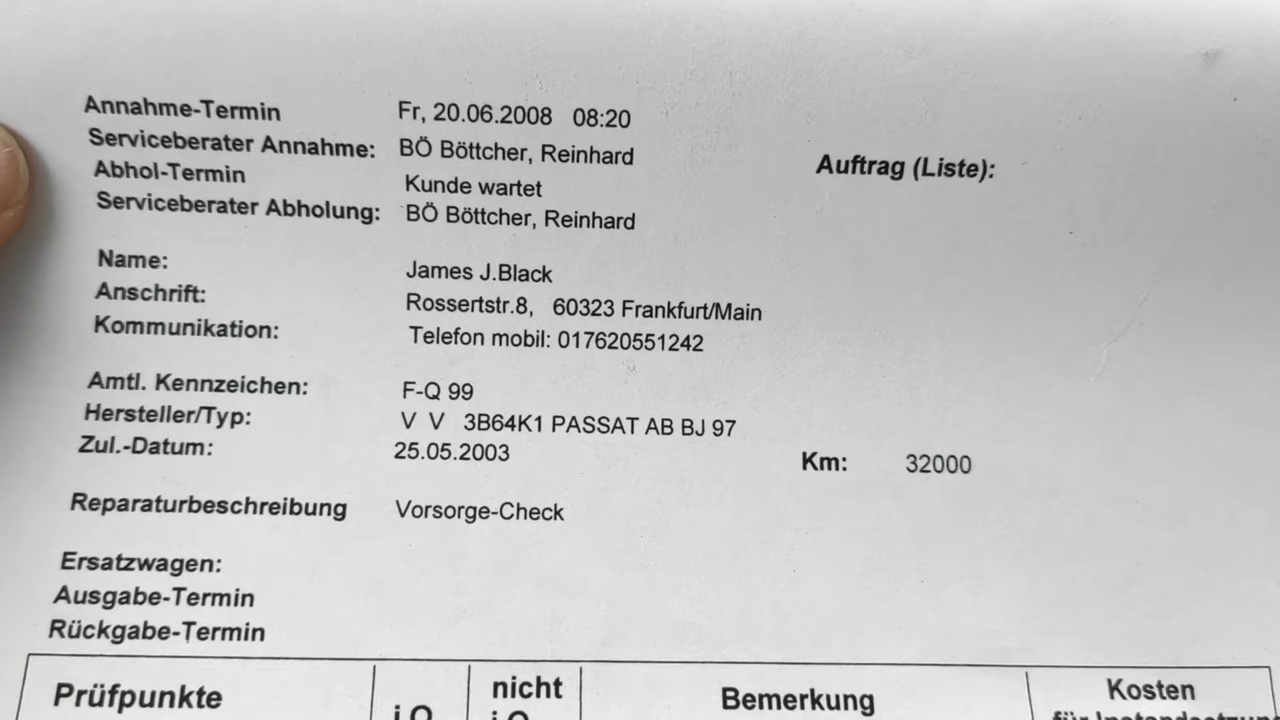 Annahme-Termin Fr, 20.06.2008 08:20
Serviceberater Annahme: BÖ Böttcher, Reinhard
Auftrag (Liste):
Abhol-Termin Kunde wartet
Serviceberater Abholung: BÖ Böttcher, Reinhard
Name: James J.Black
Anschrift: Rossertstr.8, 60323 Frankfurt/Main
Kommunikation: Telefon mobil: 017620551242
Amtl. Kennzeichen: F-Q 99
Hersteller/Typ: V V 3B64K1 PASSAT AB BJ 97
Zul.-Datum: 25.05.2003 Km: 32000
Reparaturbeschreibung Vorsorge-Check
Ersatzwagen:
Ausgabe-Termin
Rückgabe-Termin
Prüfpunkte i.O. nicht Bemerkung Kosten
i.O. für Instandsetzung